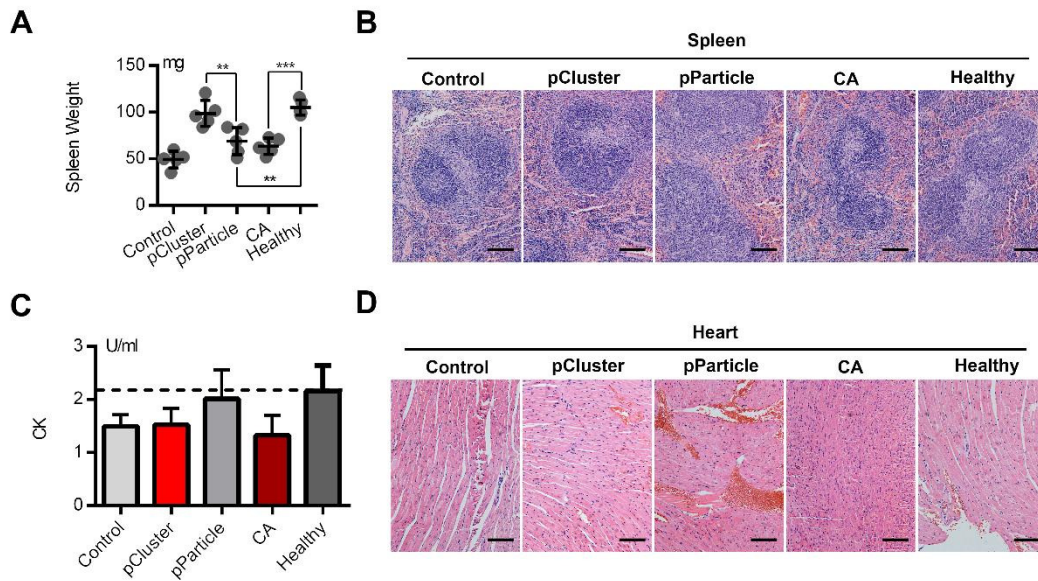 A
mg
150
100
50
0
Spleen Weight
**
***
**
Control
pCluster
pParticle
CA
Healthy
B
Spleen
Control pCluster pParticle CA Healthy
C
U/ml
3
2
1
0
CK
Control
pCluster
pParticle
CA
Healthy
D
Heart
Control pCluster pParticle CA Healthy